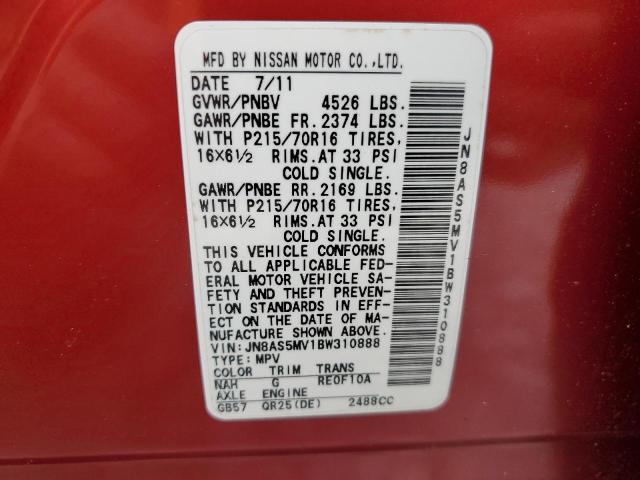 MFD BY NISSAN MOTOR CO.,LTD.
DATE 7/11
GVWR/PNBV 4526 LBS.
GAWR/PNBE FR. 2374 LBS.
WITH P215/70R16 TIRES,
16X6½ RIMS.AT 33 PSI
COLD SINGLE.
GAWR/PNBE RR. 2169 LBS.
WITH P215/70R16 TIRES,
16X6½ RIMS.AT 33 PSI
COLD SINGLE.
THIS VEHICLE CONFORMS
TO ALL APPLICABLE FED-
ERAL MOTOR VEHICLE SA-
FETY AND THEFT PREVEN-
TION STANDARDS IN EFF-
ECT ON THE DATE OF MA-
NUFACTURE SHOWN ABOVE.
VIN: JN8AS5MV1BW310888
TYPE: MPV
COLOR TRIM TRANS
NAH G RE0F10A
AXLE ENGINE
GB57 QR25(DE) 2488CC
JN8AS5MV1BW310888